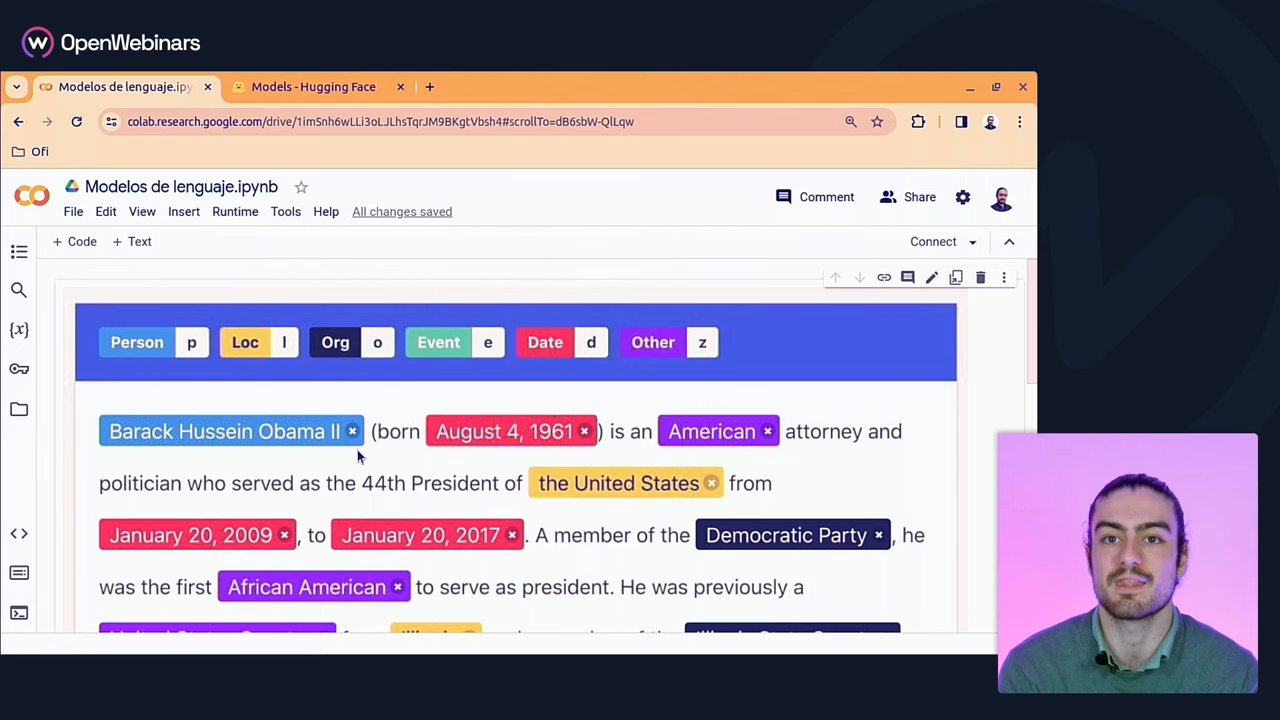 OpenWebinars
Modelos de lenguaje.ipy
Models - Hugging Face
colab.research.google.com/drive/1imSnh6wLLi3oLJLhsTqrJM9BKgtVbsh4#scrollTo=dB6sbW-QlLqw
Ofi
Modelos de lenguaje.ipynb
Comment
Share
File Edit View Insert Runtime Tools Help All changes saved
+ Code + Text
Connect
Person p Loc l Org o Event e Date d Other z
Barack Hussein Obama II (born August 4, 1961) is an American attorney and
politician who served as the 44th President of the United States from
January 20, 2009, to January 20, 2017. A member of the Democratic Party, he
was the first African American to serve as president. He was previously a